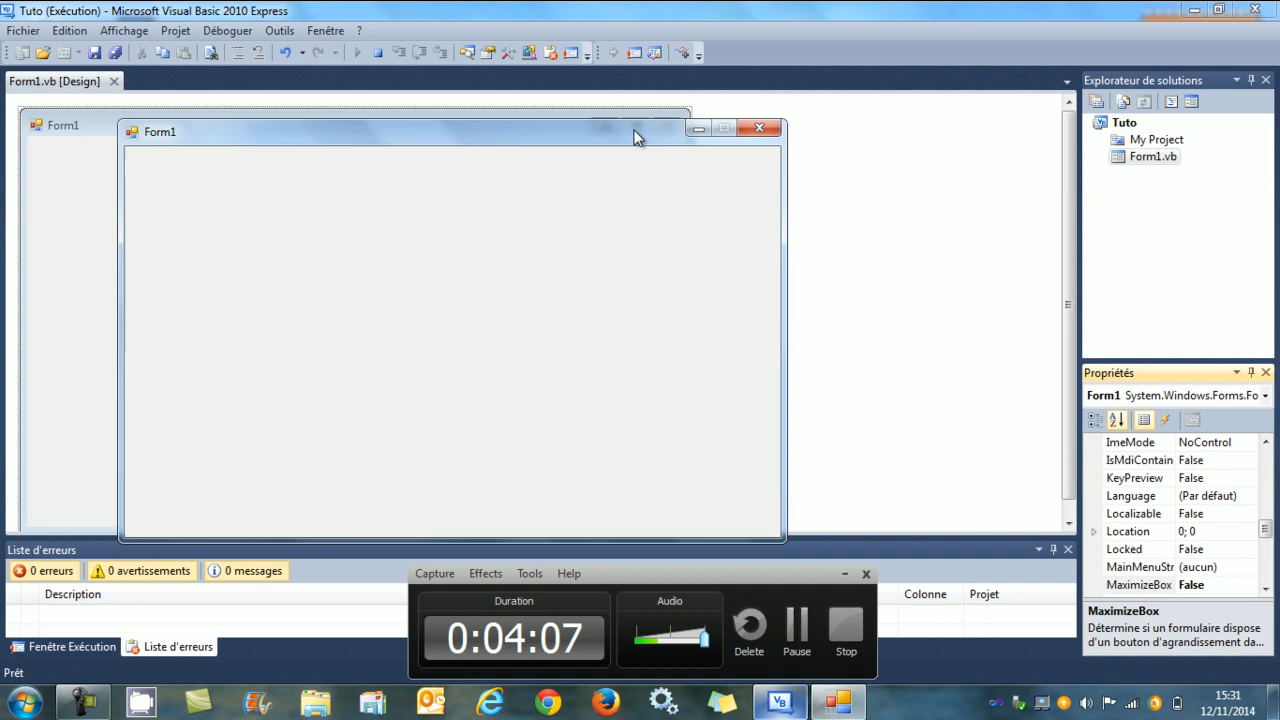 Tuto (Exécution) - Microsoft Visual Basic 2010 Express
Fichier Edition Affichage Projet Déboguer Outils Fenêtre ?
Form1.vb [Design]
Form1
Form1
Explorateur de solutions
Tuto
My Project
Form1.vb
Propriétés
Form1 System.Windows.Forms.Fo
ImeMode NoControl
IsMdiContain False
KeyPreview False
Language (Par défaut)
Localizable False
Location 0; 0
Locked False
MainMenuStr (aucun)
MaximizeBox False
MaximizeBox
Détermine si un formulaire dispose
d'un bouton d'agrandissement da...
Liste d'erreurs
0 erreurs 0 avertissements 0 messages
Description Colonne Projet
Fenêtre Exécution Liste d'erreurs
Prêt
Capture Effects Tools Help
Duration Audio
0:04:07
Delete Pause Stop
15:31
12/11/2014